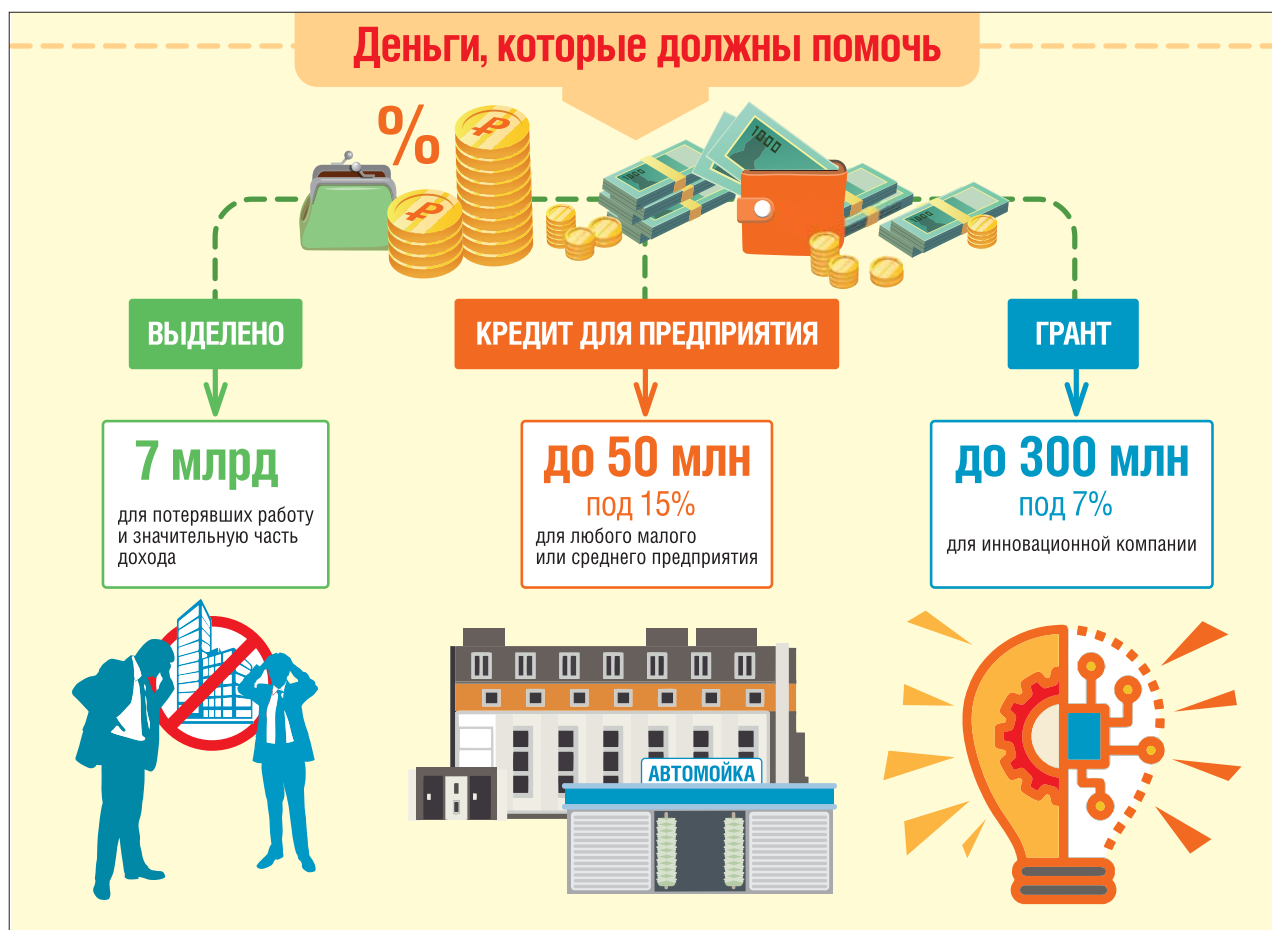 Деньги, которые должны помочь
%
₽
₽
1000
1000
1000
ВЫДЕЛЕНО
КРЕДИТ ДЛЯ ПРЕДПРИЯТИЯ
ГРАНТ
7 млрд
для потерявших работу
и значительную часть
дохода
до 50 млн
под 15%
для любого малого
или среднего предприятия
до 300 млн
под 7%
для инновационной компании
АВТОМОЙКА